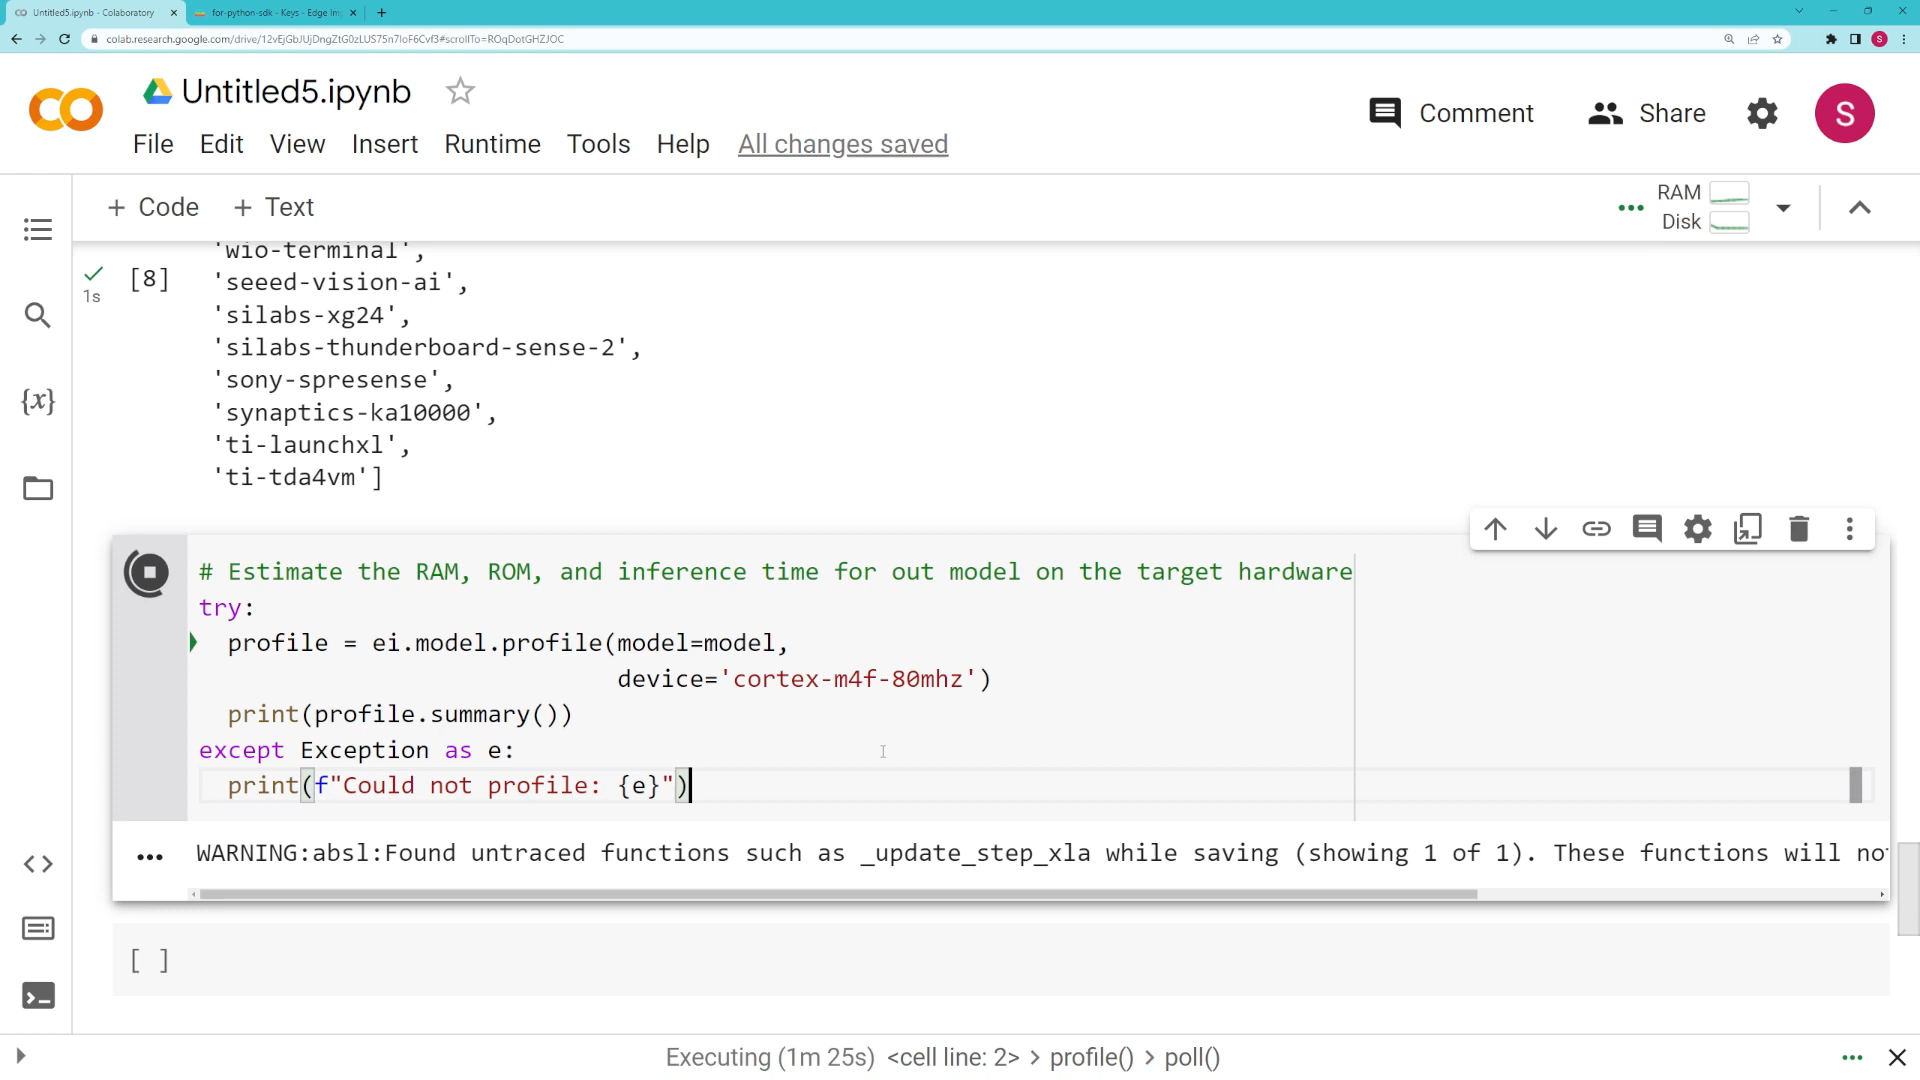 Untitled5.ipynb - Colaboratory
for-python-sdk - Keys - Edge Im
colab.research.google.com/drive/
Untitled5.ipynb
Comment
Share
S
File Edit View Insert Runtime Tools Help All changes saved
+ Code + Text
RAM
Disk
'wio-terminal',
[8]
1s
'seeed-vision-ai',
'silabs-xg24',
'silabs-thunderboard-sense-2',
'sony-spresense',
'synaptics-ka10000',
'ti-launchxl',
'ti-tda4vm']
{x}
# Estimate the RAM, ROM, and inference time for out model on the target hardware
try:
profile = ei.model.profile(model=model,
device='cortex-m4f-80mhz')
print(profile.summary())
except Exception as e:
print(f"Could not profile: {e}")
WARNING:absl:Found untraced functions such as _update_step_xla while saving (showing 1 of 1). These functions will no
[ ]
Executing (1m 25s) <cell line: 2> > profile() > poll()